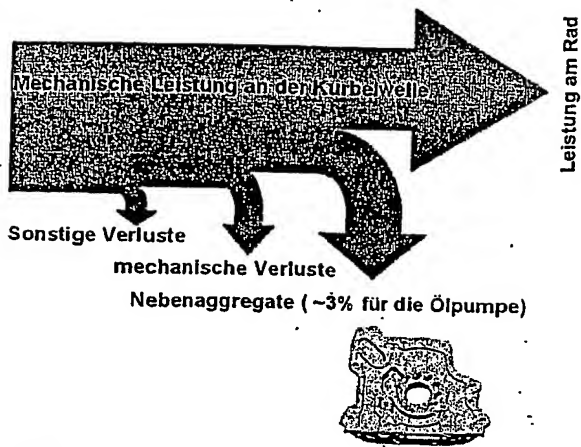 Mechanische Leistung an der Kurbelwelle
Leistung am Rad
Sonstige Verluste
mechanische Verluste
Nebenaggregate ( ~3% für die Ölpumpe)